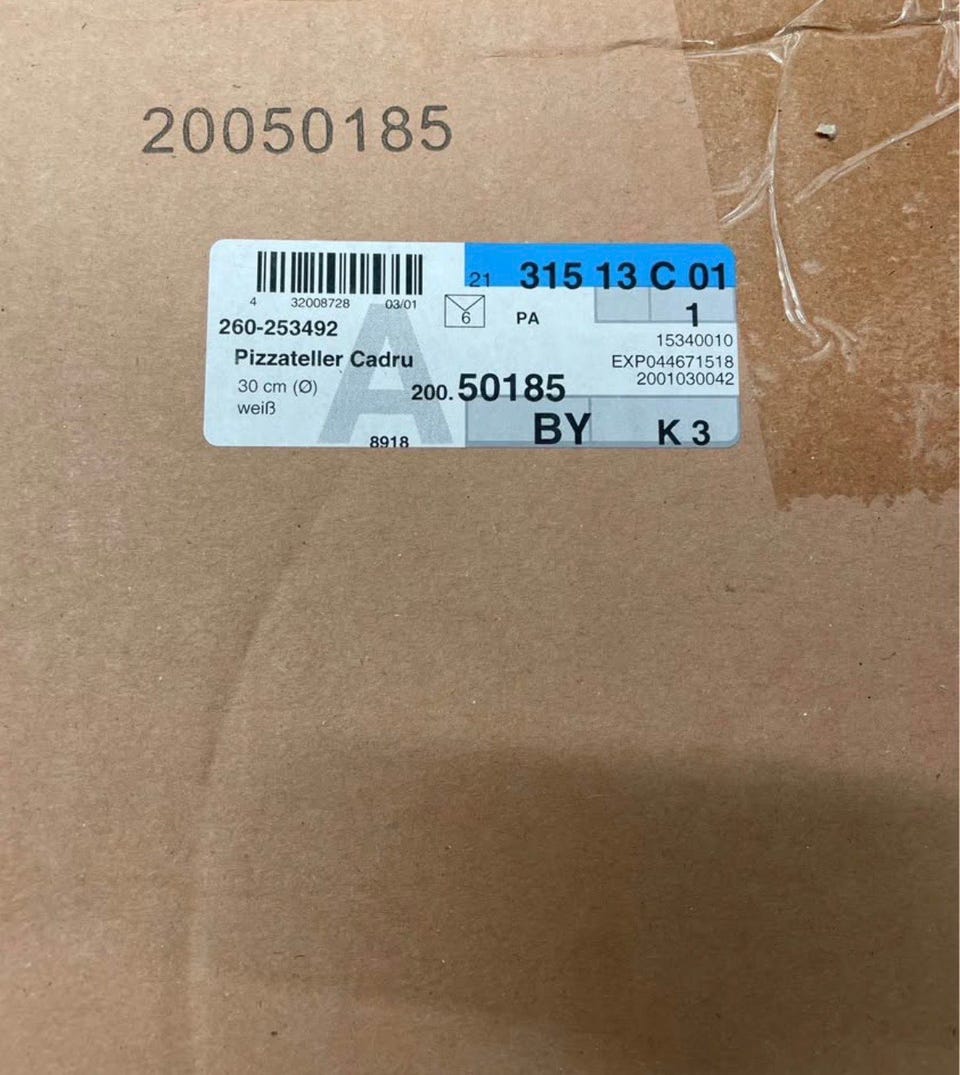 20050185
21 315 13 C 01
4 32008728 03/01
6 PA 1
260-253492
15340010
Pizzateller Cadru
EXP044671518
30 cm (Ø)
200.50185
2001030042
weiß
A
BY K 3
8918